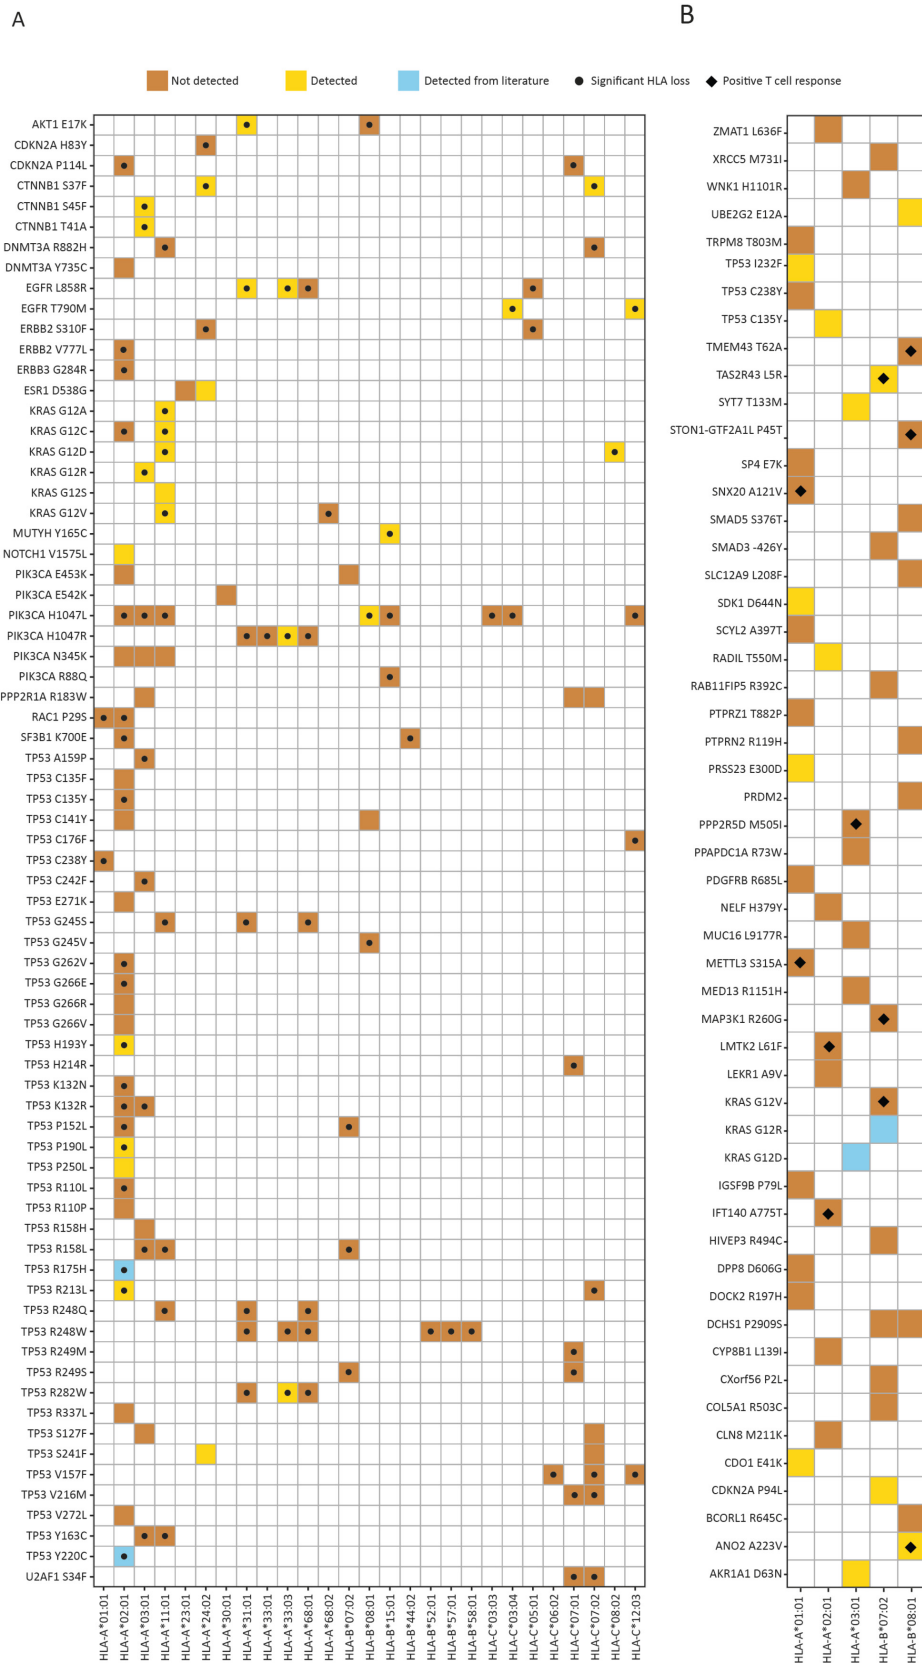 A
B
Not detected
Detected
Detected from literature
Significant HLA loss
Positive T cell response
AKT1 E17K
CDKN2A H83Y
CDKN2A P114L
CTNNB1 S37F
CTNNB1 S45F
CTNNB1 T41A
DNMT3A R882H
DNMT3A Y735C
EGFR L858R
EGFR T790M
ERBB2 S310F
ERBB2 V777L
ERBB3 G284R
ESR1 D538G
KRAS G12A
KRAS G12C
KRAS G12D
KRAS G12R
KRAS G12S
KRAS G12V
MUTYH Y165C
NOTCH1 V1575L
PIK3CA E453K
PIK3CA E542K
PIK3CA H1047L
PIK3CA H1047R
PIK3CA N345K
PIK3CA R88Q
PPP2R1A R183W
RAC1 P29S
SF3B1 K700E
TP53 A159P
TP53 C135F
TP53 C135Y
TP53 C141Y
TP53 C176F
TP53 C238Y
TP53 C242F
TP53 E271K
TP53 G245S
TP53 G245V
TP53 G262V
TP53 G266E
TP53 G266R
TP53 G266V
TP53 H193Y
TP53 H214R
TP53 K132N
TP53 K132R
TP53 P152L
TP53 P190L
TP53 P250L
TP53 R110L
TP53 R110P
TP53 R158H
TP53 R158L
TP53 R175H
TP53 R213L
TP53 R248Q
TP53 R248W
TP53 R249M
TP53 R249S
TP53 R282W
TP53 R337L
TP53 S127F
TP53 S241F
TP53 V157F
TP53 V216M
TP53 V272L
TP53 Y163C
TP53 Y220C
U2AF1 S34F
HLA-A*01:01
HLA-A*02:01
HLA-A*03:01
HLA-A*11:01
HLA-A*23:01
HLA-A*24:02
HLA-A*30:01
HLA-A*31:01
HLA-A*33:01
HLA-A*33:03
HLA-A*68:01
HLA-A*68:02
HLA-B*07:02
HLA-B*08:01
HLA-B*15:01
HLA-B*44:02
HLA-B*52:01
HLA-B*57:01
HLA-B*58:01
HLA-C*03:03
HLA-C*03:04
HLA-C*05:01
HLA-C*06:02
HLA-C*07:01
HLA-C*07:02
HLA-C*08:02
HLA-C*12:03
ZMAT1 L636F
XRCC5 M731I
WNK1 H1101R
UBE2G2 E12A
TRPM8 T803M
TP53 I232F
TP53 C238Y
TP53 C135Y
TMEM43 T62A
TAS2R43 L5R
SYT7 T133M
STON1-GTF2A1L P45T
SP4 E7K
SNX20 A121V
SMAD5 S376T
SMAD3 -426Y
SLC12A9 L208F
SDK1 D644N
SCYL2 A397T
RADIL T550M
RAB11FIP5 R392C
PTPRZ1 T882P
PTPRN2 R119H
PRSS23 E300D
PRDM2
PPP2R5D M505I
PPAPDC1A R73W
PDGFRB R685L
NELF H379Y
MUC16 L9177R
METTL3 S315A
MED13 R1151H
MAP3K1 R260G
LMTK2 L61F
LEKR1 A9V
KRAS G12V
KRAS G12R
KRAS G12D
IGSF9B P79L
IFT140 A775T
HIVEP3 R494C
DPP8 D606G
DOCK2 R197H
DCHS1 P2909S
CYP8B1 L139I
CXorf56 P2L
COL5A1 R503C
CLN8 M211K
CDO1 E41K
CDKN2A P94L
BCORL1 R645C
ANO2 A223V
AKR1A1 D63N
HLA-A*01:01
HLA-A*02:01
HLA-A*03:01
HLA-B*07:02
HLA-B*08:01